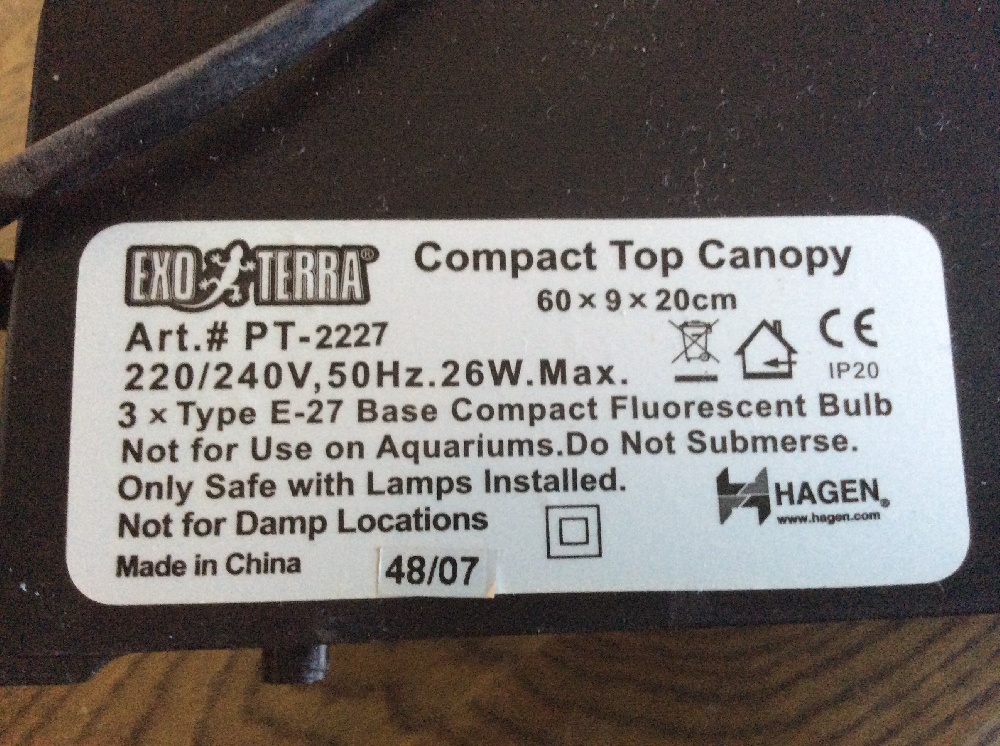 EXO TERRA®
Compact Top Canopy
60 × 9 × 20cm
Art.# PT-2227
CE
IP20
220/240V,50Hz.26W.Max.
3 × Type E-27 Base Compact Fluorescent Bulb
Not for Use on Aquariums.Do Not Submerse.
Only Safe with Lamps Installed.
HAGEN®
www.hagen.com
Not for Damp Locations
Made in China
48/07